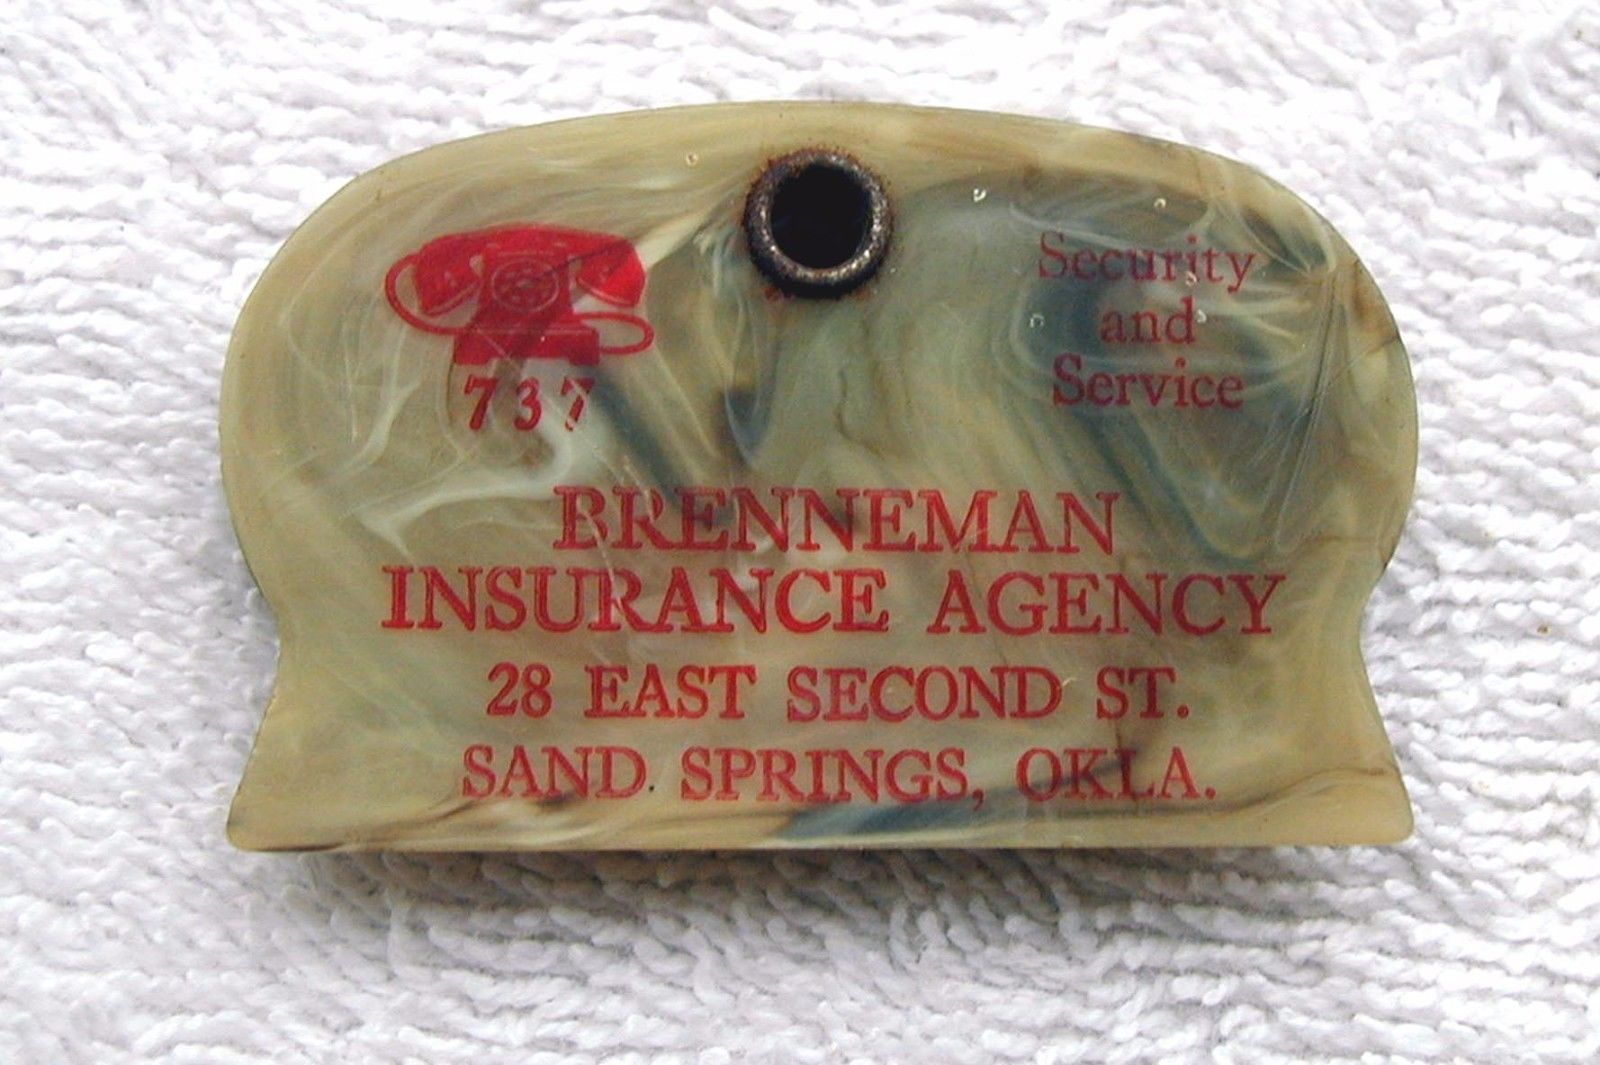 737
Security
and
Service
BRENNEMAN
INSURANCE AGENCY
28 EAST SECOND ST.
SAND SPRINGS, OKLA.